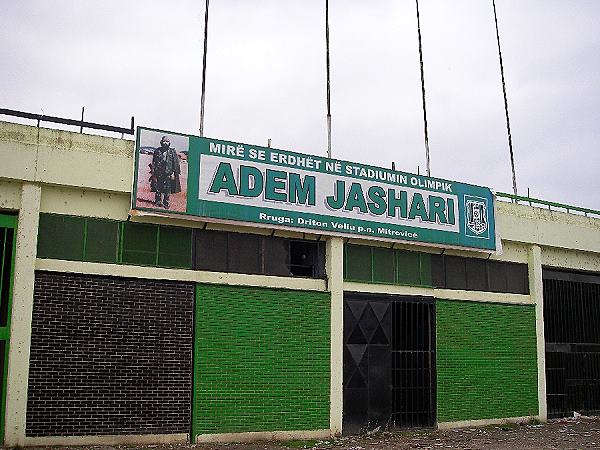 MIRË SE ERDHËT NË STADIUMIN OLIMPIK
ADEM JASHARI
Rruga: Driton Veliu p.n. Mitrovicë